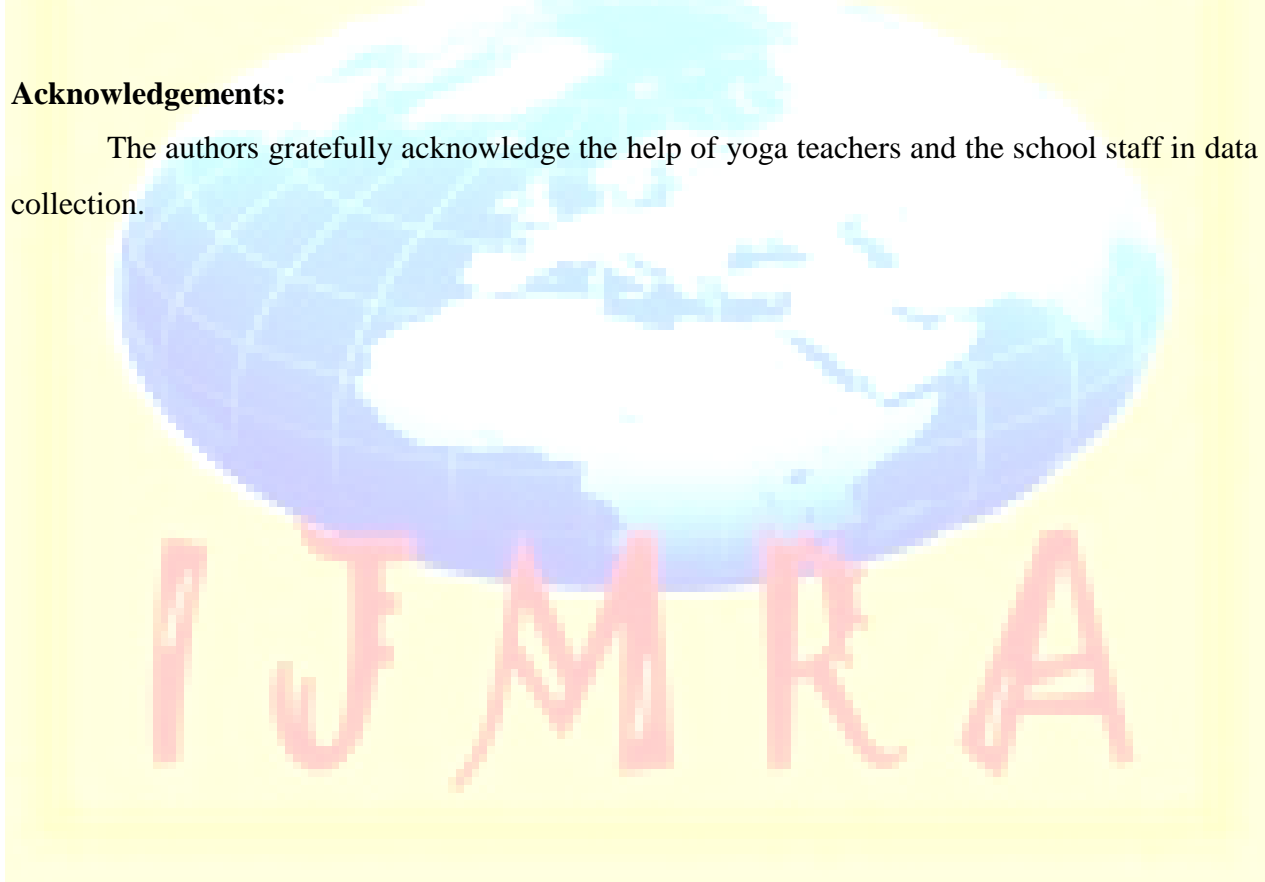 Acknowledgements:
The authors gratefully acknowledge the help of yoga teachers and the school staff in data
collection.
IJMRA